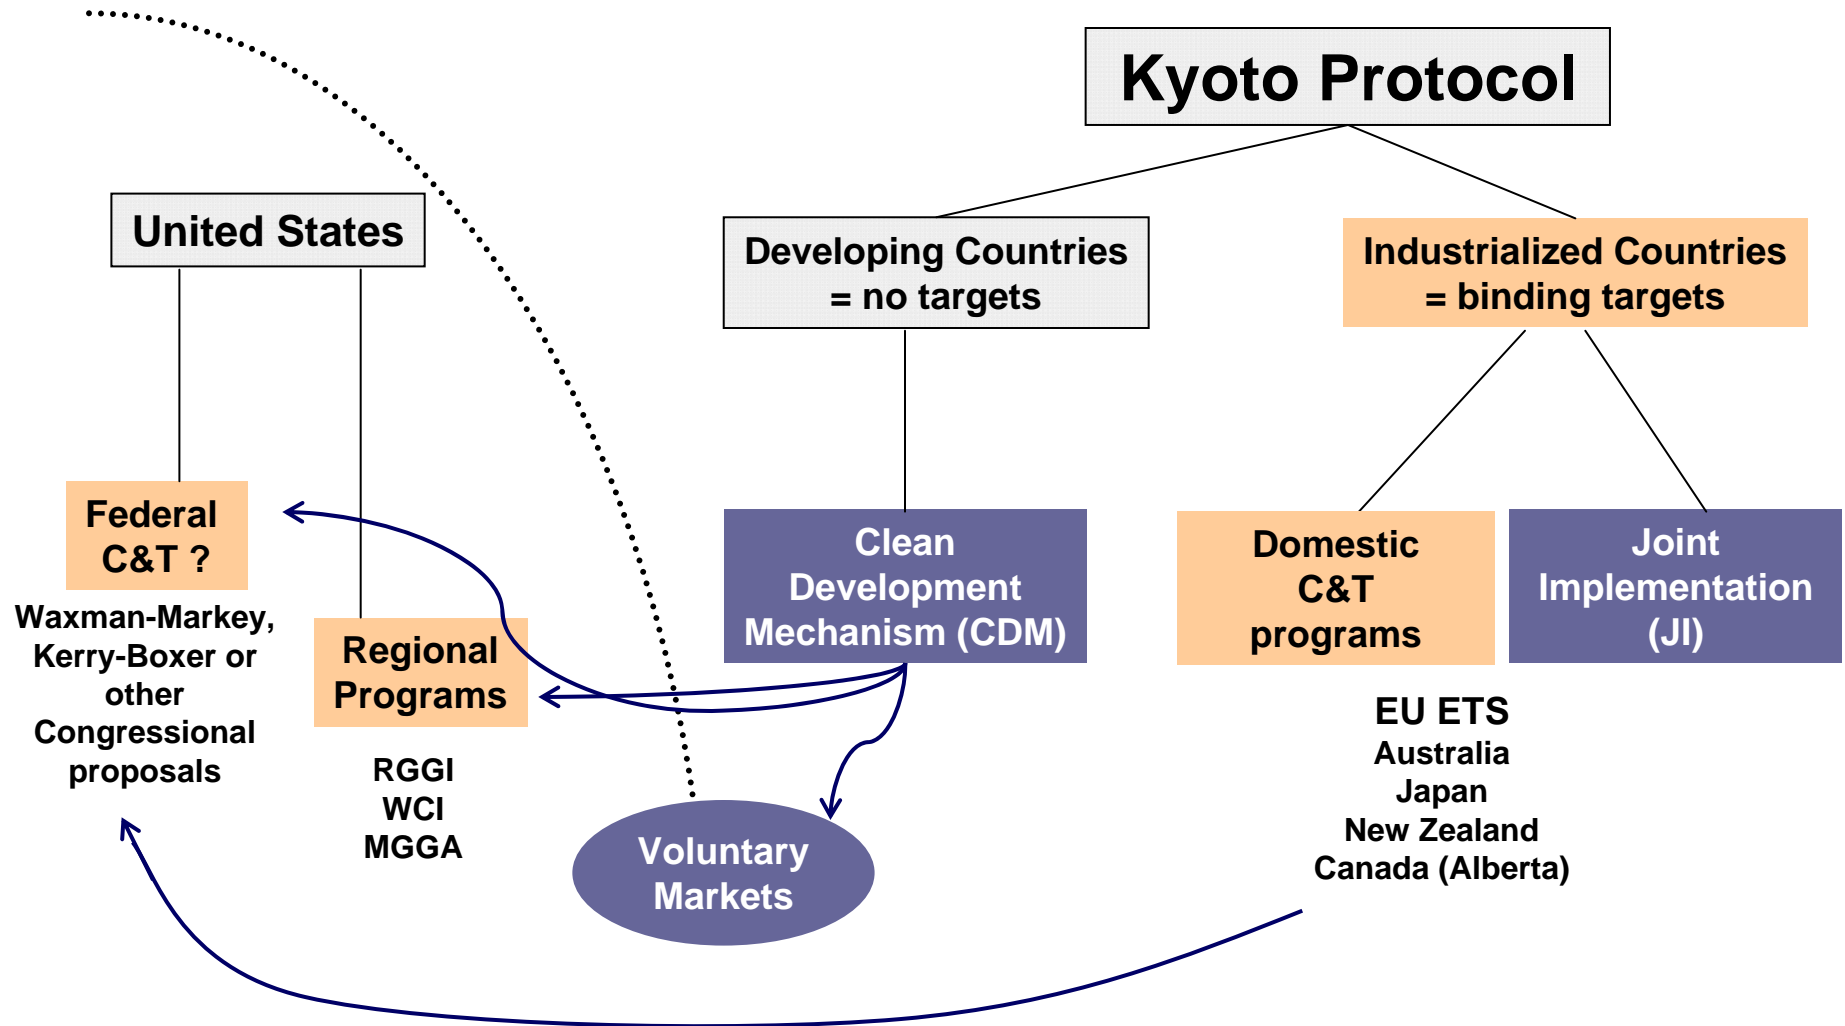 Kyoto Protocol
United States
Developing Countries
= no targets
Industrialized Countries
= binding targets
Federal
C&T ?
Waxman-Markey,
Kerry-Boxer or
other
Congressional
proposals
Regional
Programs
RGGI
WCI
MGGA
Clean
Development
Mechanism (CDM)
Voluntary
Markets
Domestic
C&T
programs
EU ETS
Australia
Japan
New Zealand
Canada (Alberta)
Joint
Implementation
(JI)